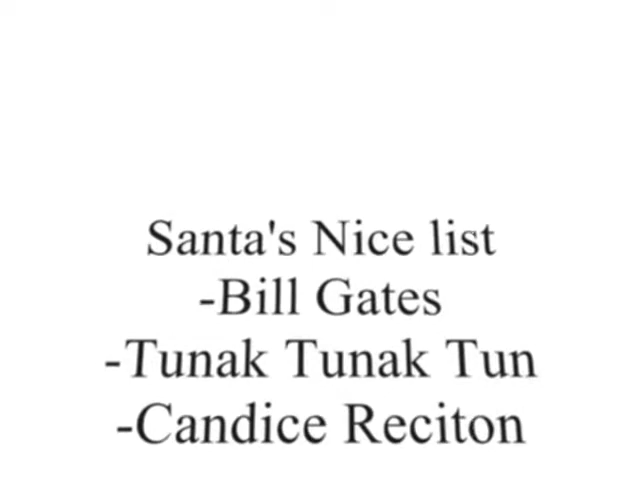 Santa's Nice list
-Bill Gates
-Tunak Tunak Tun
-Candice Reciton